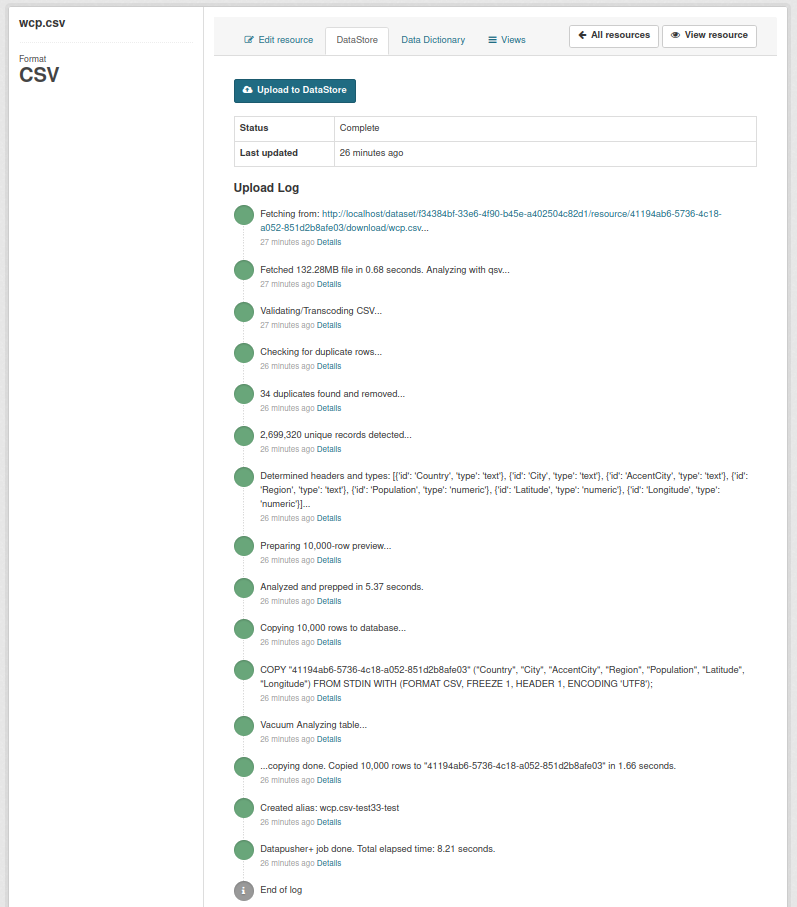 wcp.csv
Format
CSV
Edit resource
DataStore
Data Dictionary
Views
All resources
View resource
Upload to DataStore
Status Complete
Last updated 26 minutes ago
Upload Log
Fetching from: http://localhost/dataset/f34384bf-33e6-4f90-b45e-a402504c82d1/resource/41194ab6-5736-4c18-
a052-851d2b8afe03/download/wcp.csv...
27 minutes ago Details
Fetched 132.28MB file in 0.68 seconds. Analyzing with qsv...
27 minutes ago Details
Validating/Transcoding CSV...
27 minutes ago Details
Checking for duplicate rows...
26 minutes ago Details
34 duplicates found and removed...
26 minutes ago Details
2,699,320 unique records detected...
26 minutes ago Details
Determined headers and types: [{'id': 'Country', 'type': 'text'}, {'id': 'City', 'type': 'text'}, {'id': 'AccentCity', 'type': 'text'}, {'id':
'Region', 'type': 'text'}, {'id': 'Population', 'type': 'numeric'}, {'id': 'Latitude', 'type': 'numeric'}, {'id': 'Longitude', 'type':
'numeric'}]...
26 minutes ago Details
Preparing 10,000-row preview...
26 minutes ago Details
Analyzed and prepped in 5.37 seconds.
26 minutes ago Details
Copying 10,000 rows to database...
26 minutes ago Details
COPY "41194ab6-5736-4c18-a052-851d2b8afe03" ("Country", "City", "AccentCity", "Region", "Population", "Latitude",
"Longitude") FROM STDIN WITH (FORMAT CSV, FREEZE 1, HEADER 1, ENCODING 'UTF8');
26 minutes ago Details
Vacuum Analyzing table...
26 minutes ago Details
...copying done. Copied 10,000 rows to "41194ab6-5736-4c18-a052-851d2b8afe03" in 1.66 seconds.
26 minutes ago Details
Created alias: wcp.csv-test33-test
26 minutes ago Details
Datapusher+ job done. Total elapsed time: 8.21 seconds.
26 minutes ago Details
End of log